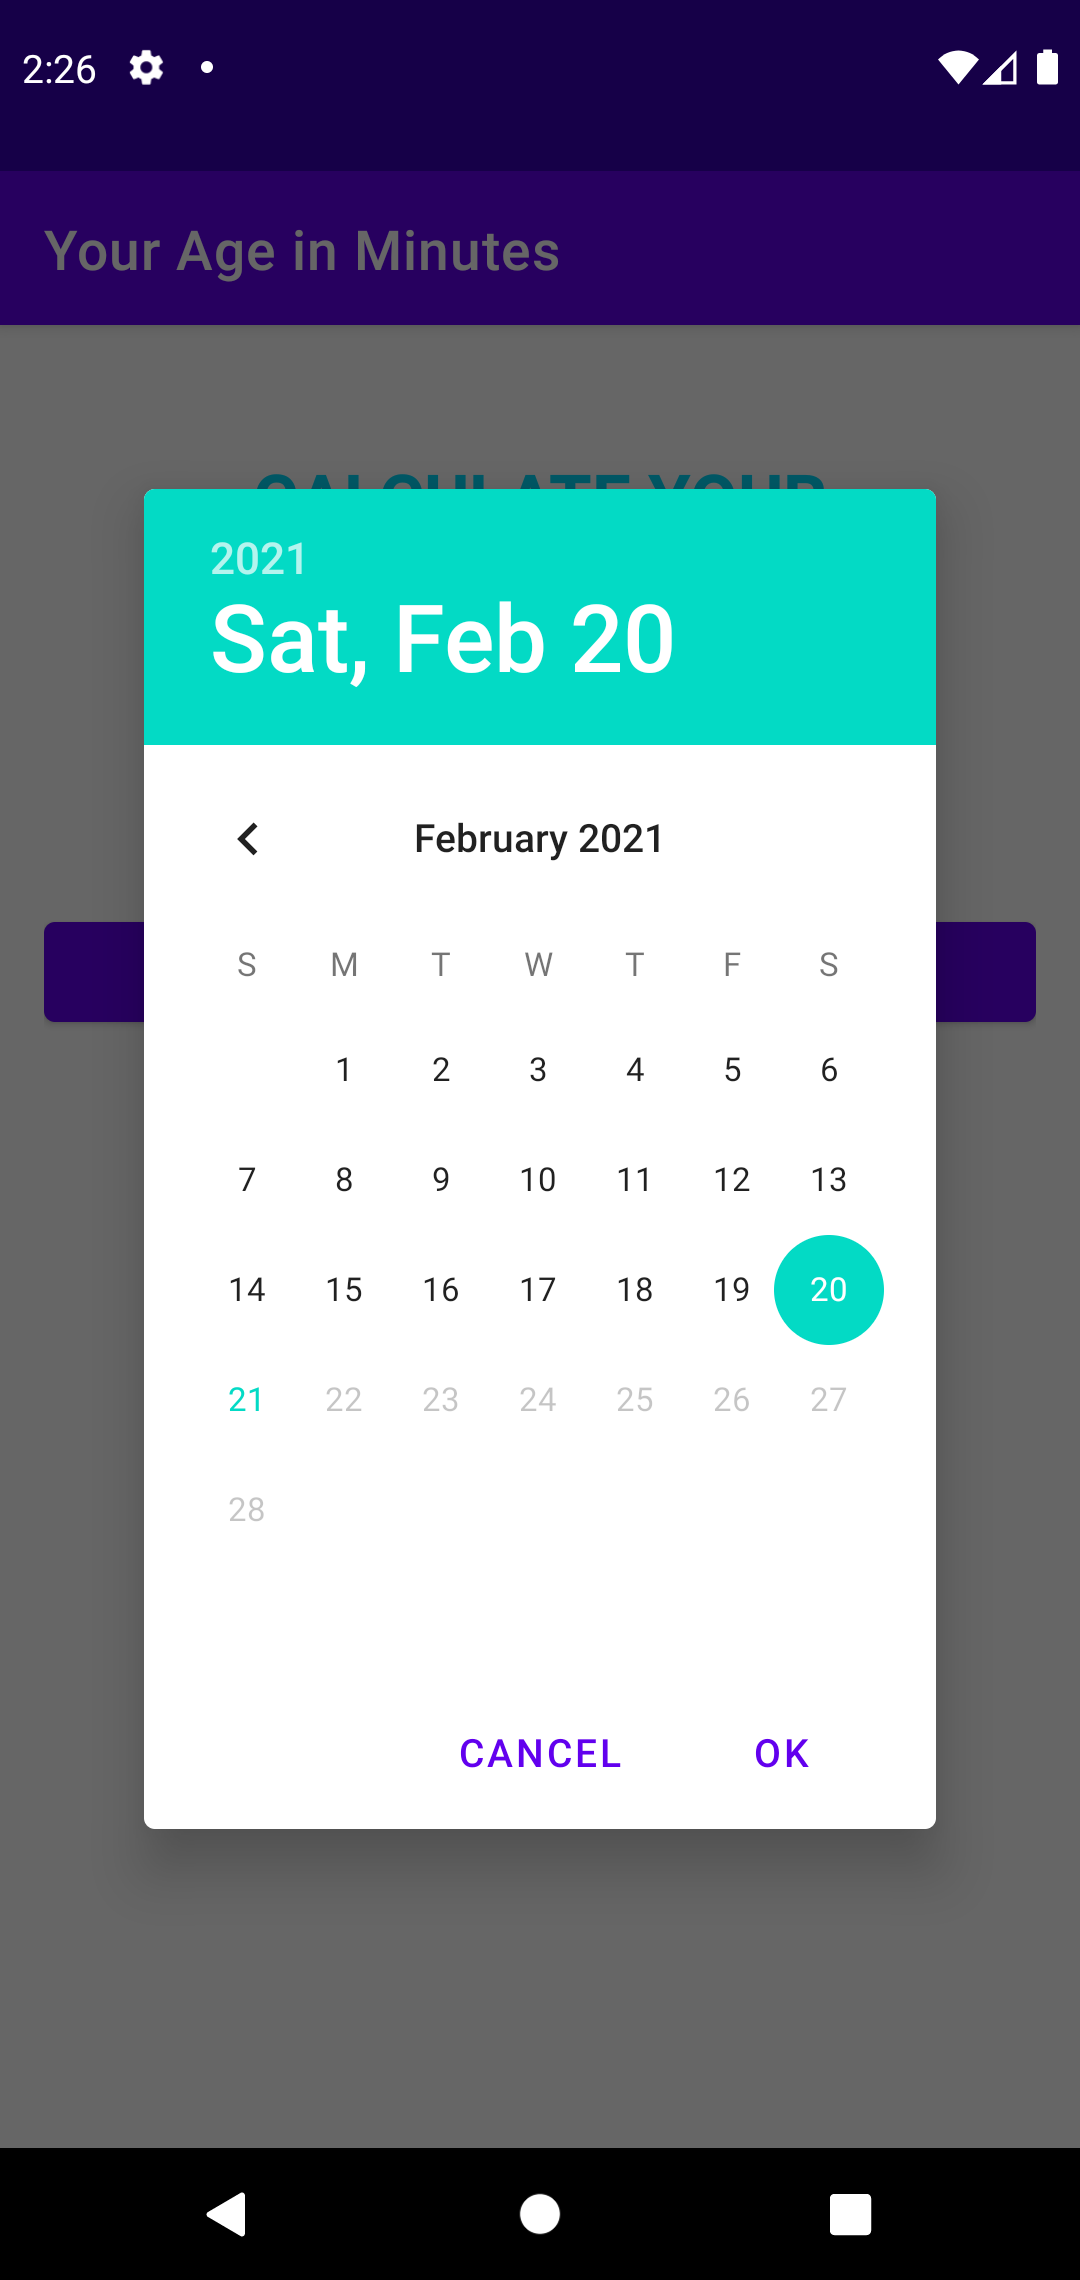 2:26
Your Age in Minutes
CALCULATE YOUR
2021
Sat, Feb 20
February 2021
S M T W T F S
1 2 3 4 5 6
7 8 9 10 11 12 13
14 15 16 17 18 19 20
21 22 23 24 25 26 27
28
CANCEL OK